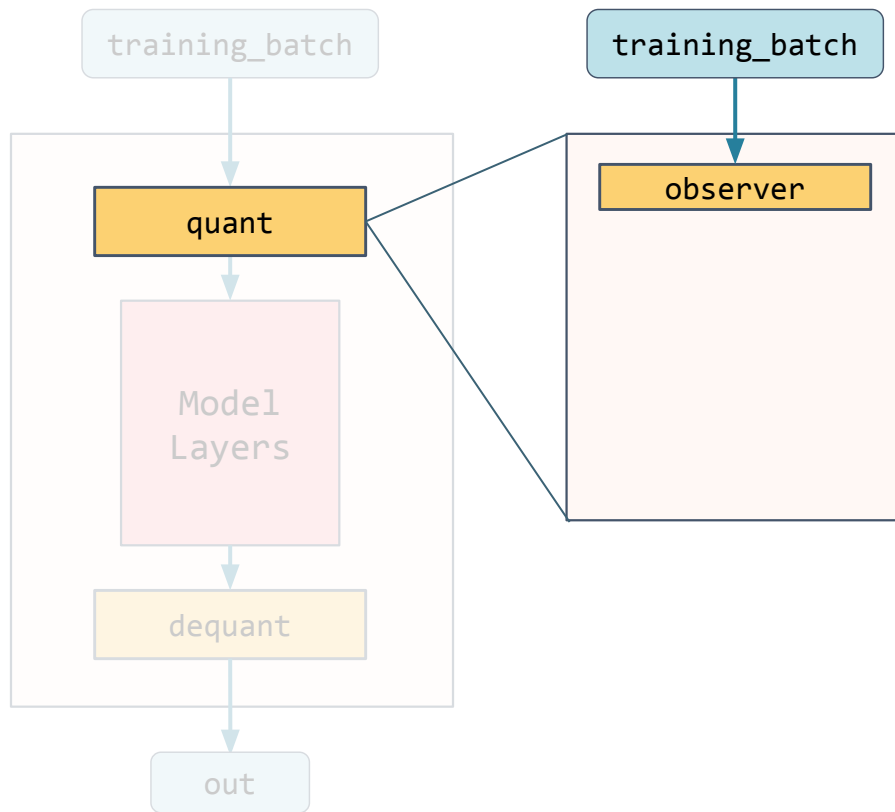 training_batch
quant
Model
Layers
dequant
out
training_batch
observer